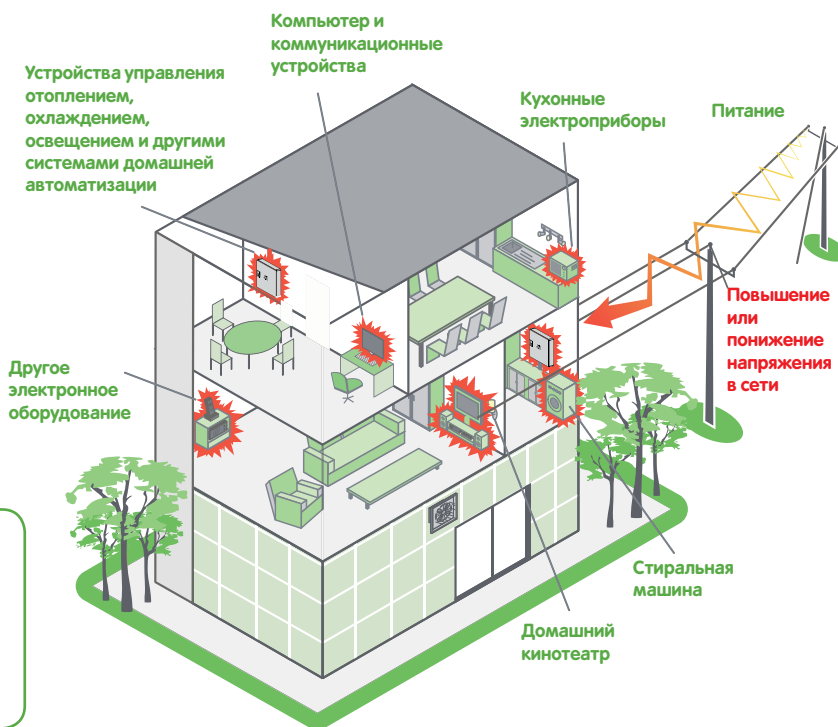 Компьютер и
коммуникационные
устройства
Устройства управления
отоплением,
охлаждением,
освещением и другими
системами домашней
автоматизации
Кухонные
электроприборы
Питание
Повышение
или
понижение
напряжения
в сети
Другое
электронное
оборудование
Стиральная
машина
Домашний
кинотеатр